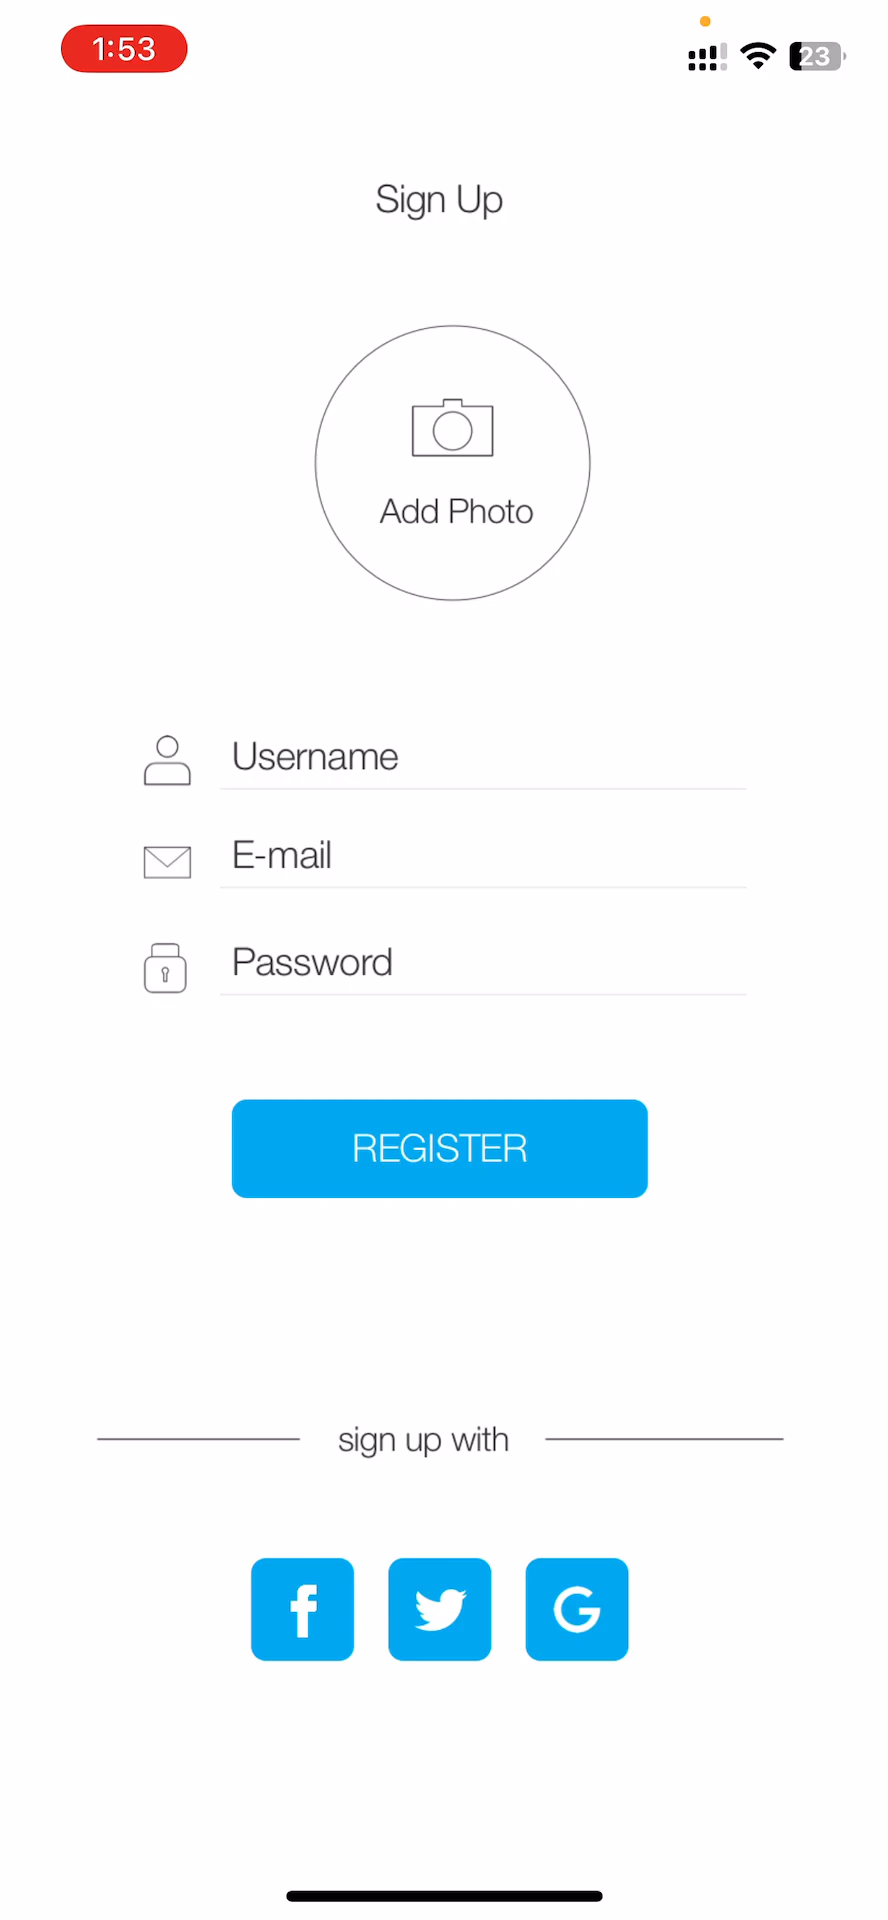 1:53
23
Sign Up
Add Photo
Username
E-mail
Password
REGISTER
sign up with